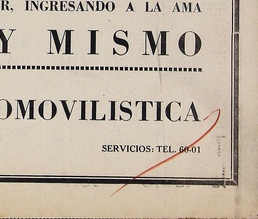 R, INGRESANDO A LA AMA
Y MISMO
OMOVILISTICA
SERVICIOS: TEL. 60-01